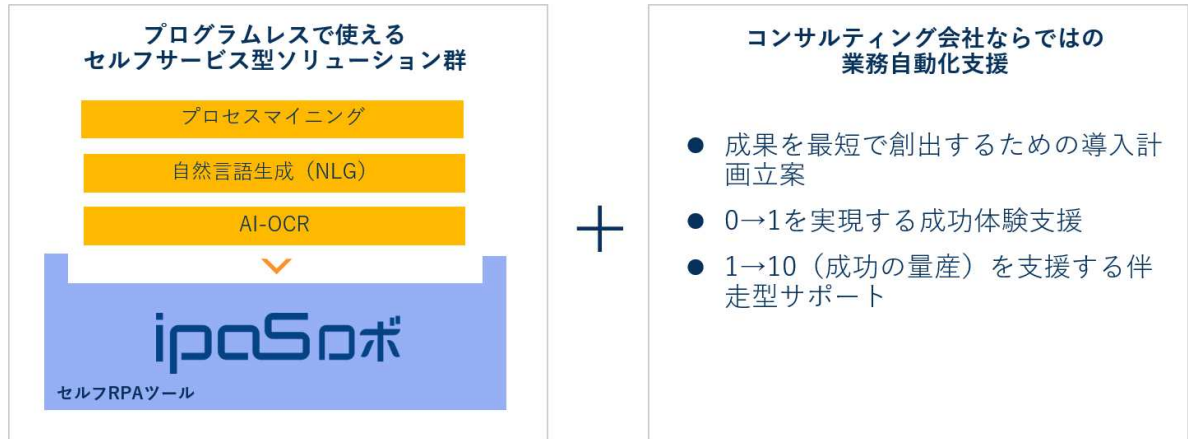 プログラムレスで使える
セルフサービス型ソリューション群
プロセスマイニング
自然言語生成（NLG）
AI-OCR
ipaSロボ
セルフRPAツール
+
コンサルティング会社ならではの
業務自動化支援
● 成果を最短で創出するための導入計
画立案
● 0→1を実現する成功体験支援
● 1→10（成功の量産）を支援する伴
走型サポート